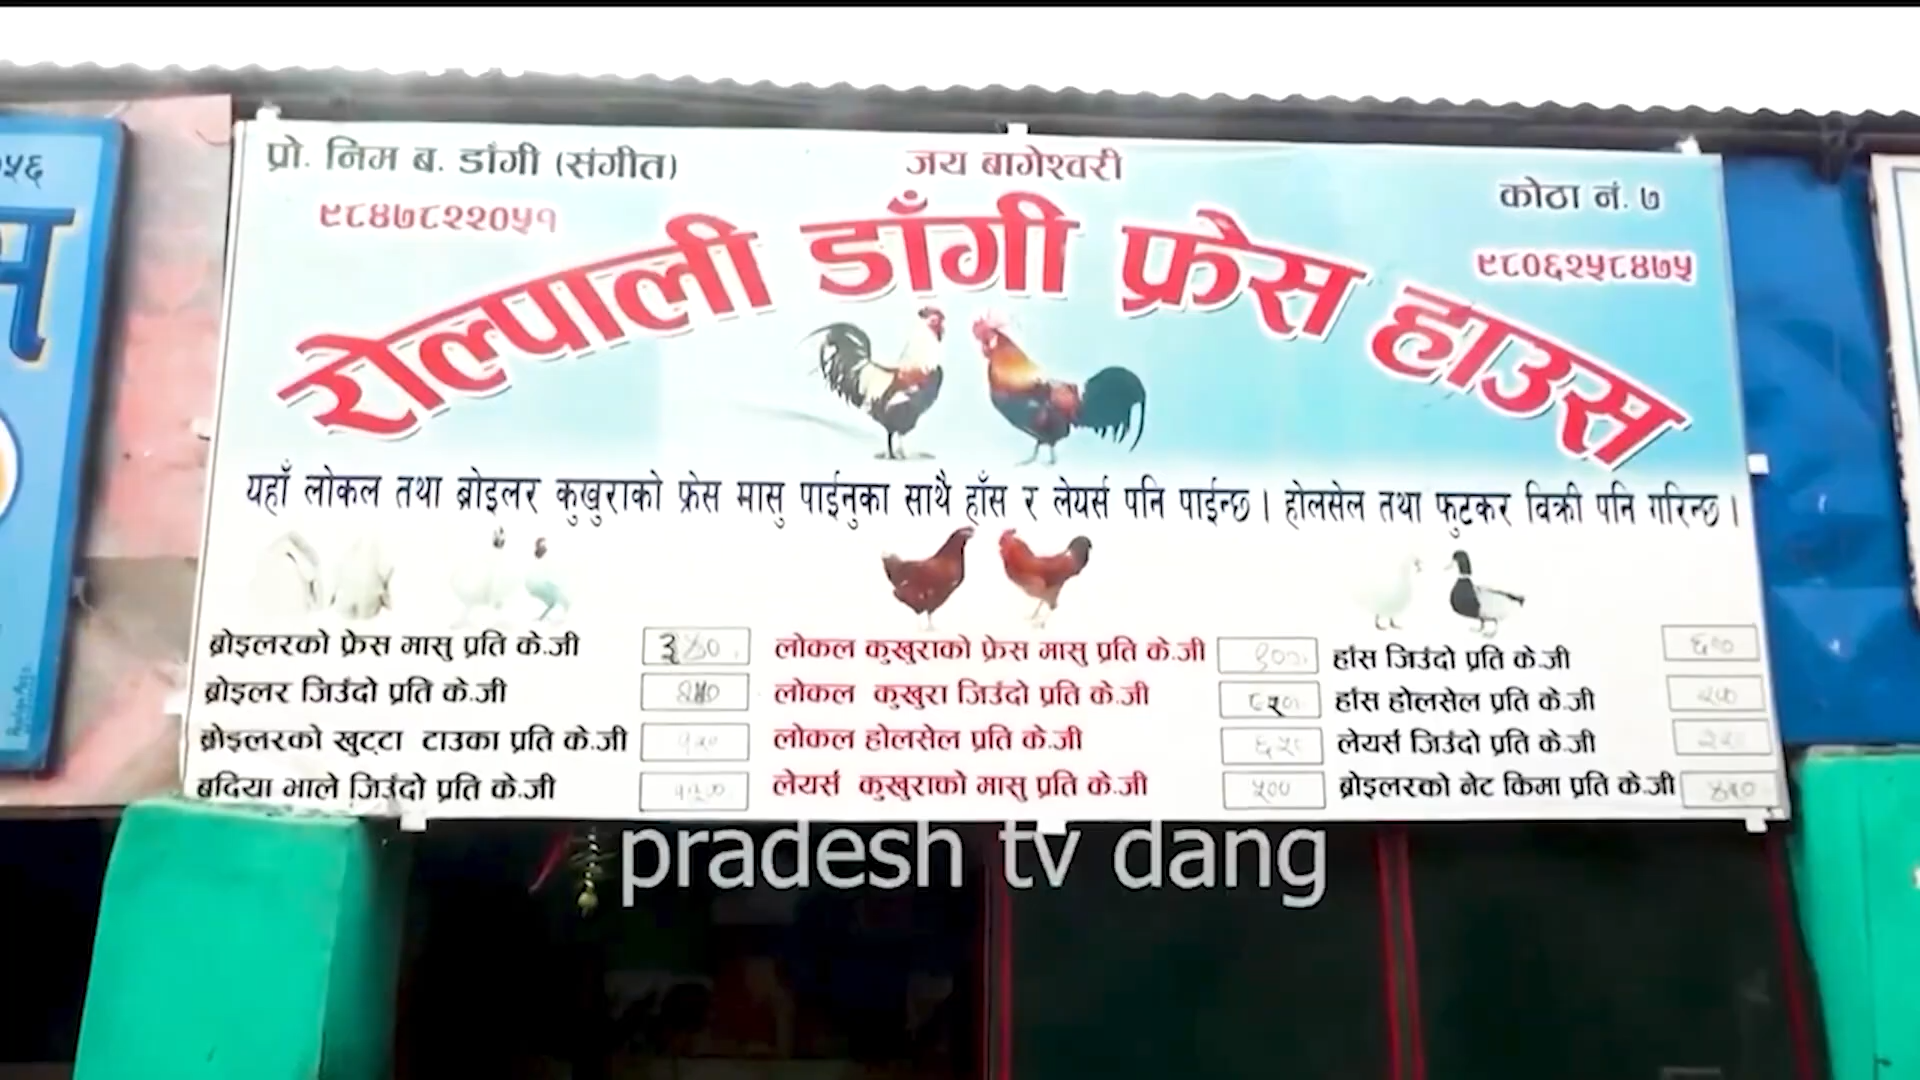 प्रो. निम ब. डाँगी (संगीत)
९८४७८२२०५१
जय बागेश्वरी
कोठा नं. ७
९८०६२५८४७५
रोल्पाली डाँगी फ्रेस हाउस
यहाँ लोकल तथा ब्रोइलर कुखुराको फ्रेस मासु पाईनुका साथै हाँस र लेयर्स पनि पाईन्छ । होलसेल तथा फुटकर विक्री पनि गरिन्छ ।
ब्रोइलरको फ्रेस मासु प्रति के.जी
ब्रोइलर जिउँदो प्रति के.जी
ब्रोइलरको खुट्टा टाउका प्रति के.जी
बदिया भाले जिउँदो प्रति के.जी
लोकल कुखुराको फ्रेस मासु प्रति के.जी
लोकल कुखुरा जिउँदो प्रति के.जी
लोकल होलसेल प्रति के.जी
लेयर्स कुखुराको मासु प्रति के.जी ५००
हाँस जिउँदो प्रति के.जी
हाँस होलसेल प्रति के.जी
लेयर्स जिउँदो प्रति के.जी
ब्रोइलरको नेट किमा प्रति के.जी
५६
pradesh tv dang